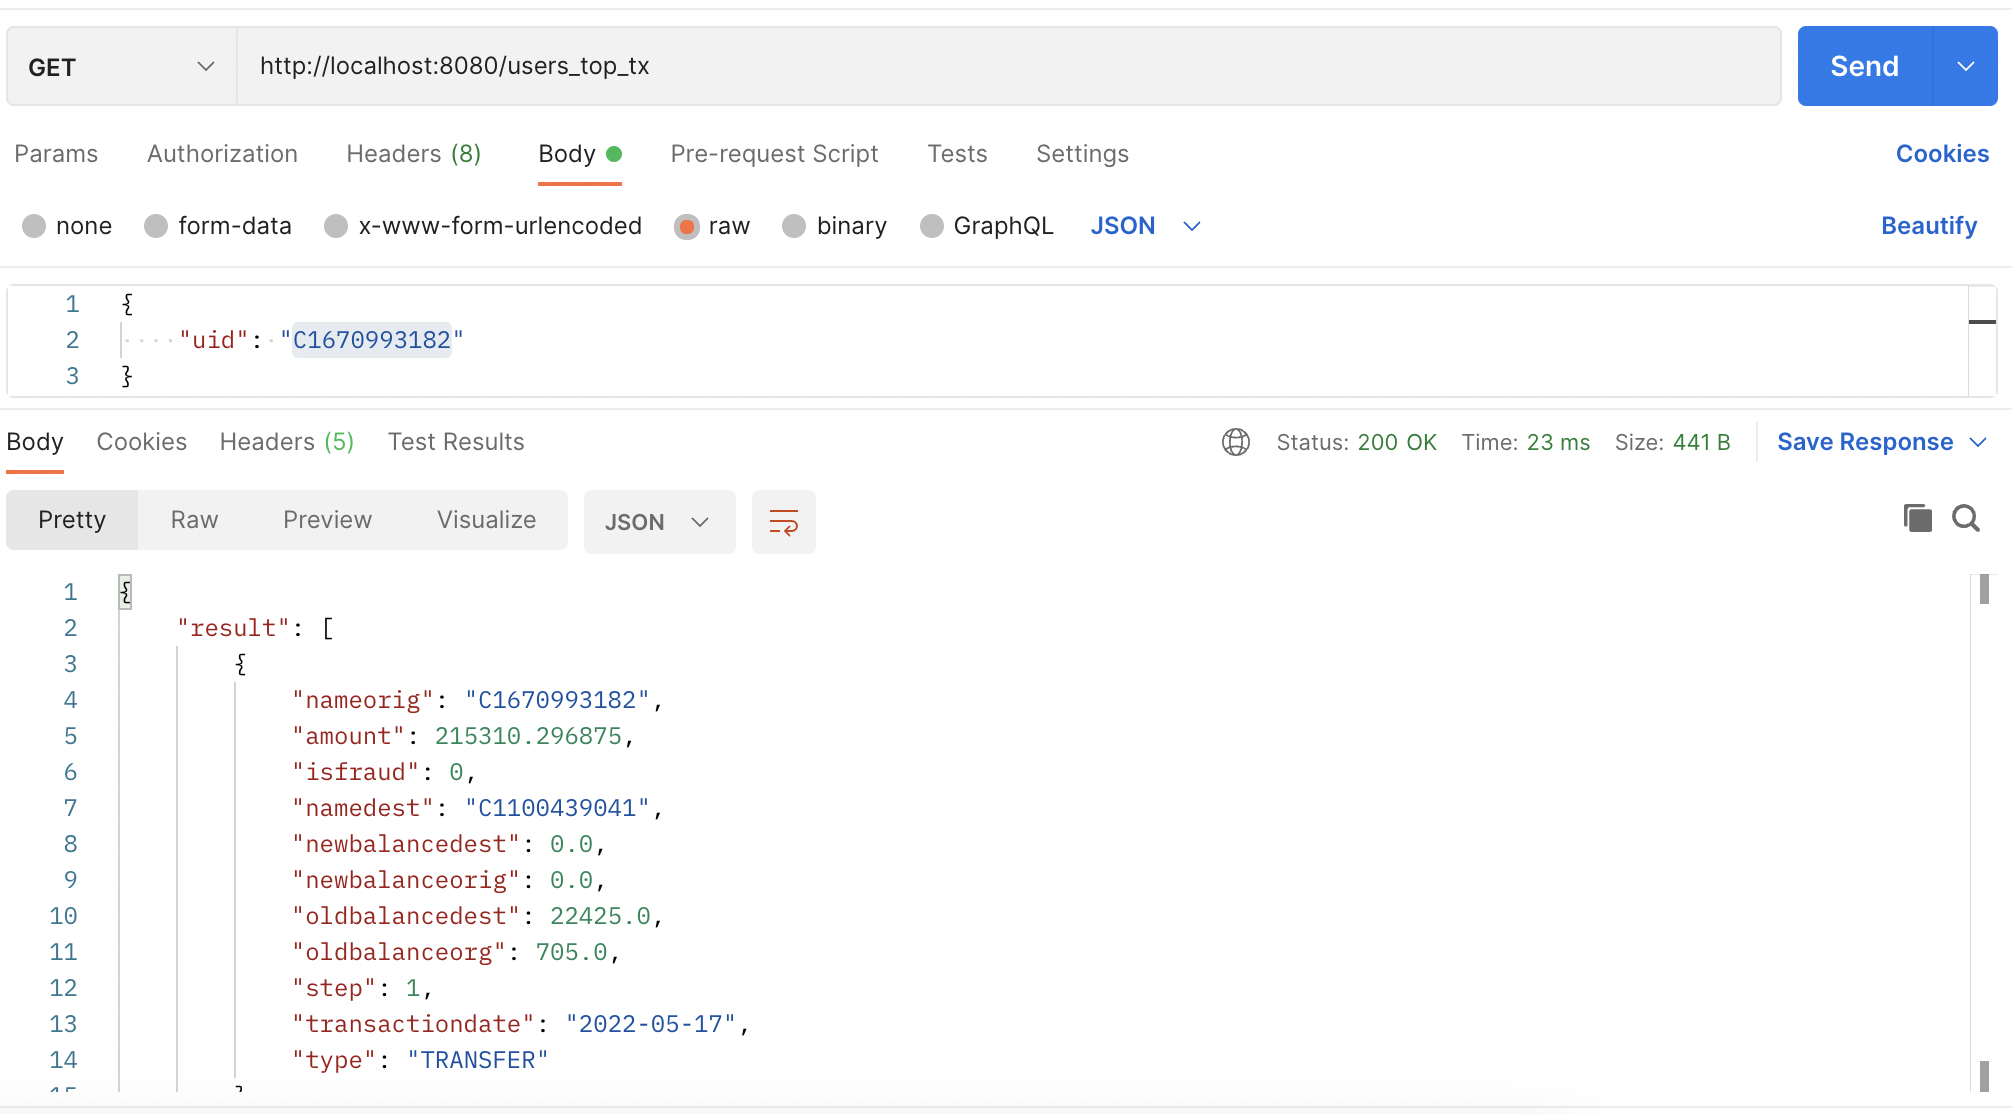 GET http://localhost:8080/users_top_tx Send
Params Authorization Headers (8) Body Pre-request Script Tests Settings Cookies
none form-data x-www-form-urlencoded raw binary GraphQL JSON Beautify
1 {
2 "uid": "C1670993182"
3 }
Body Cookies Headers (5) Test Results Status: 200 OK Time: 23 ms Size: 441 B Save Response
Pretty Raw Preview Visualize JSON
1 {
2 "result": [
3 {
4 "nameorig": "C1670993182",
5 "amount": 215310.296875,
6 "isfraud": 0,
7 "namedest": "C1100439041",
8 "newbalancedest": 0.0,
9 "newbalanceorig": 0.0,
10 "oldbalancedest": 22425.0,
11 "oldbalanceorg": 705.0,
12 "step": 1,
13 "transactiondate": "2022-05-17",
14 "type": "TRANSFER"